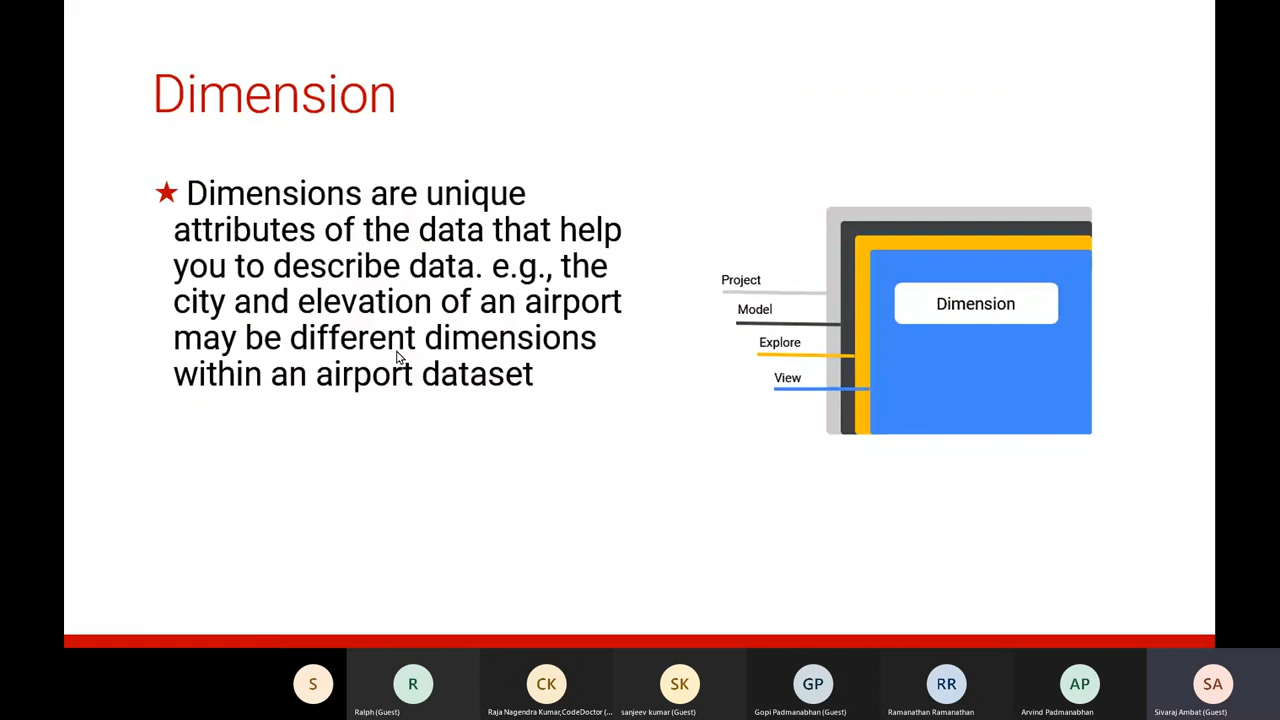 Dimension
Dimensions are unique
attributes of the data that help
you to describe data. e.g., the
city and elevation of an airport
may be different dimensions
within an airport dataset
Project
Model
Explore
View
Dimension
S
R
CK
SK
GP
RR
AP
SA
Ralph (Guest)
Raja Nagendra Kumar,CodeDoctor (...
sanjeev kumar (Guest)
Gopi Padmanabhan (Guest)
Ramanathan Ramanathan
Arvind Padmanabhan
Sivaraj Ambat (Guest)